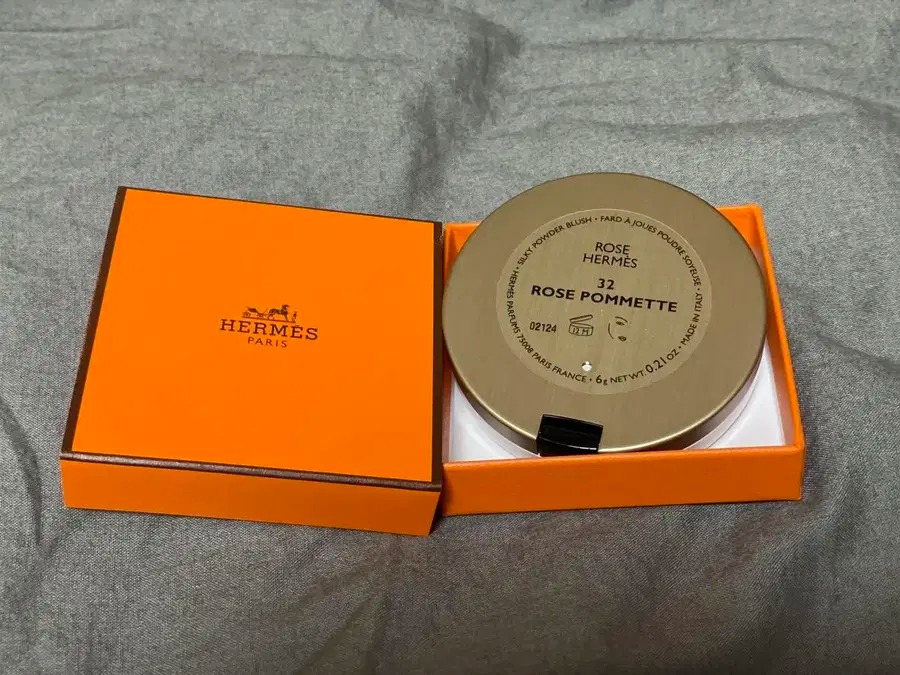 HERMÈS
PARIS
SILKY POWDER BLUSH • FARD À JOUES POUDRE SOYEUSE
ROSE
HERMÈS
32
ROSE POMMETTE
02124
12 M
HERMÈS PARFUMS 75008 PARIS FRANCE • 6g NET WT. 0.21 OZ • MADE IN ITALY •